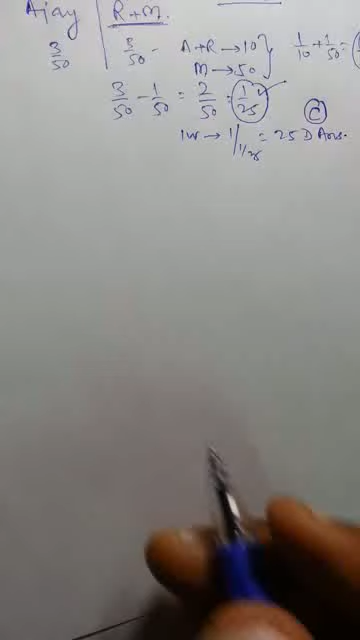 Ajay | R+M.
3/50 3/50 - A+R → 10 } 1/10 + 1/50 =
M → 50
3/50 - 1/50 = 2/50 = 1/25 ✓
C
1W → 1/1/25 = 25 D Ans.